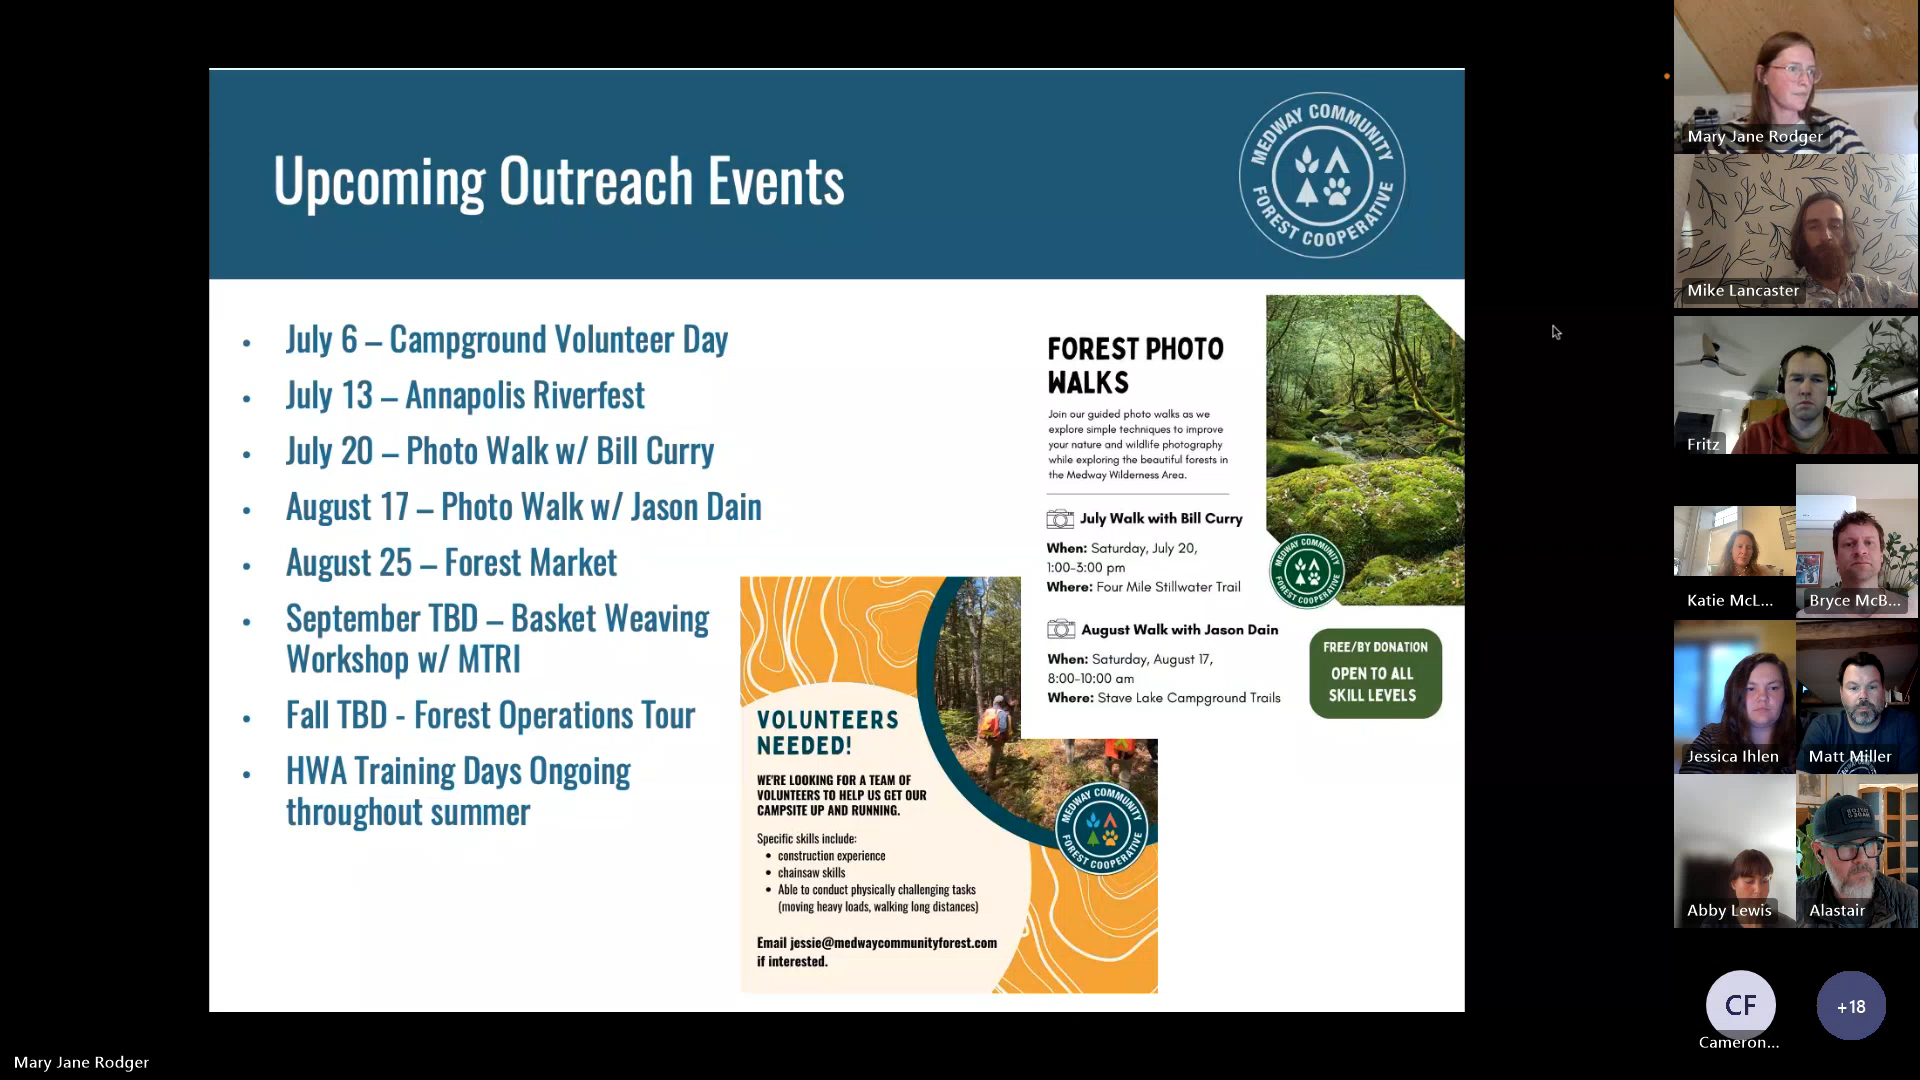 Upcoming Outreach Events
MEDWAY COMMUNITY
FOREST COOPERATIVE
• July 6 – Campground Volunteer Day
• July 13 – Annapolis Riverfest
• July 20 – Photo Walk w/ Bill Curry
• August 17 – Photo Walk w/ Jason Dain
• August 25 – Forest Market
• September TBD – Basket Weaving
Workshop w/ MTRI
• Fall TBD - Forest Operations Tour
• HWA Training Days Ongoing
throughout summer
FOREST PHOTO
WALKS
Join our guided photo walks as we
explore simple techniques to improve
your nature and wildlife photography
while exploring the beautiful forests in
the Medway Wilderness Area.
July Walk with Bill Curry
When: Saturday, July 20,
1:00-3:00 pm
Where: Four Mile Stillwater Trail
August Walk with Jason Dain
When: Saturday, August 17,
8:00-10:00 am
Where: Stave Lake Campground Trails
MEDWAY COMMUNITY
FOREST COOPERATIVE
FREE/BY DONATION
OPEN TO ALL
SKILL LEVELS
VOLUNTEERS
NEEDED!
WE'RE LOOKING FOR A TEAM OF
VOLUNTEERS TO HELP US GET OUR
CAMPSITE UP AND RUNNING.
Specific skills include:
• construction experience
• chainsaw skills
• Able to conduct physically challenging tasks
(moving heavy loads, walking long distances)
Email jessie@medwaycommunityforest.com
if interested.
MEDWAY COMMUNITY
FOREST COOPERATIVE
Mary Jane Rodger
Mike Lancaster
Fritz
Katie McL...
Bryce McB...
Jessica Ihlen
Matt Miller
Abby Lewis
Alastair
CF
+18
Cameron...
Mary Jane Rodger